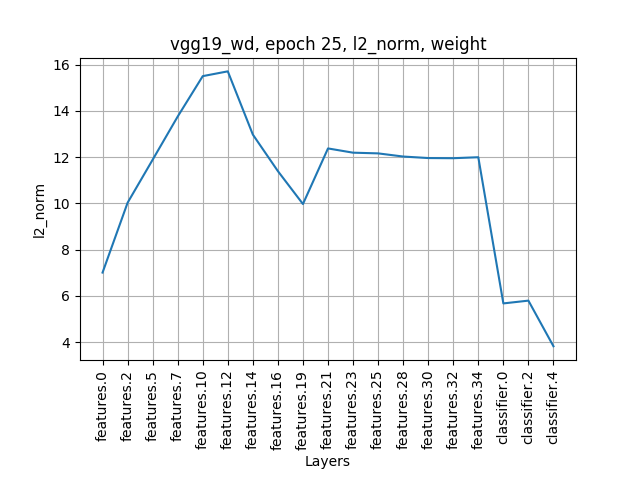 vgg19_wd, epoch 25, l2_norm, weight
16
14
12
10
8
6
4
l2_norm
features.0
features.2
features.5
features.7
features.10
features.12
features.14
features.16
features.19
features.21
features.23
features.25
features.28
features.30
features.32
features.34
classifier.0
classifier.2
classifier.4
Layers